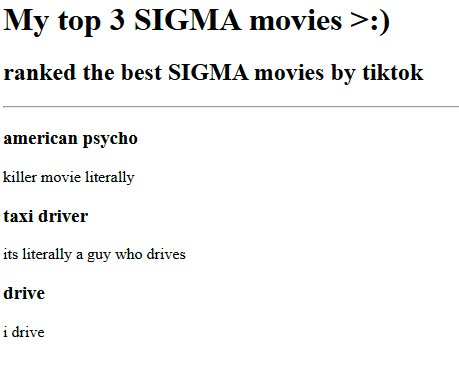 My top 3 SIGMA movies >:)
ranked the best SIGMA movies by tiktok
american psycho
killer movie literally
taxi driver
its literally a guy who drives
drive
i drive